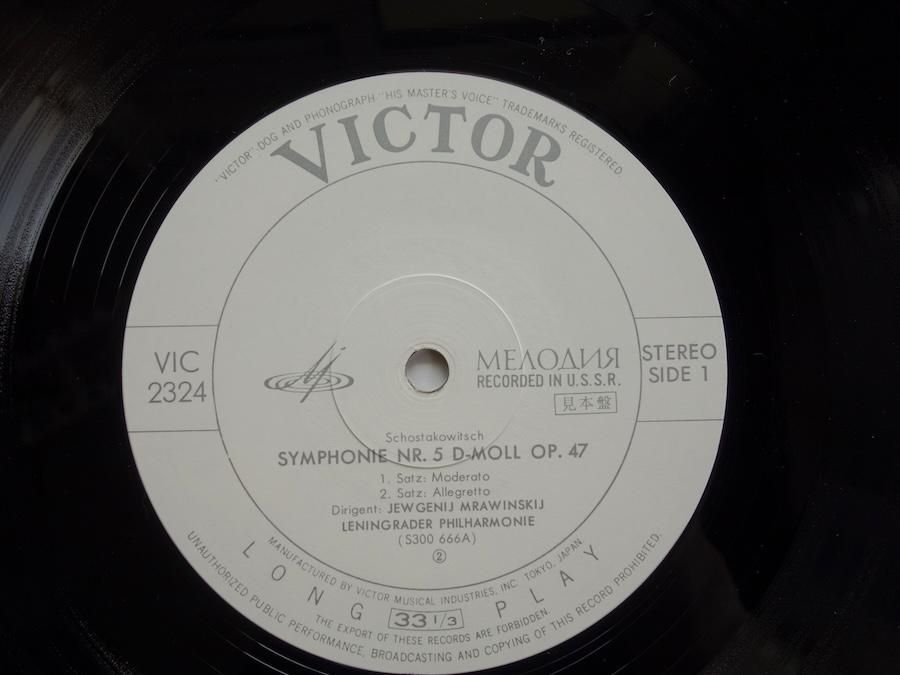 "VICTOR" DOG AND PHONOGRAPH "HIS MASTER'S VOICE" TRADEMARKS REGISTERED.
VICTOR
VIC
2324
МЕЛОДИЯ
RECORDED IN U.S.S.R.
見本盤
STEREO
SIDE 1
Schostakowitsch
SYMPHONIE NR. 5 D-MOLL OP. 47
1. Satz: Moderato
2. Satz: Allegretto
Dirigent: JEWGENIJ MRAWINSKIJ
LENINGRADER PHILHARMONIE
(S300 666A)
②
MANUFACTURED BY VICTOR MUSICAL INDUSTRIES, INC. TOKYO, JAPAN
LONG PLAY
33 1/3
THE EXPORT OF THESE RECORDS ARE FORBIDDEN.
UNAUTHORIZED PUBLIC PERFORMANCE, BROADCASTING AND COPYING OF THIS RECORD PROHIBITED.